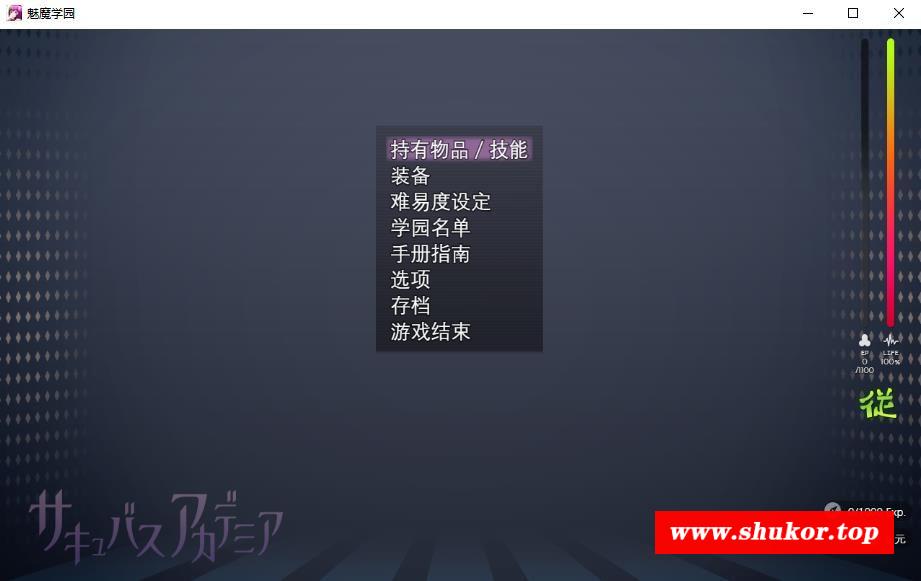 魅魔学园
持有物品 / 技能
装备
难易度设定
学园名单
手册指南
选项
存档
游戏结束
EP
0
/100
LIFE
100%
従
サキュバスアカデミア
0/1000 Exp.
元
www.shukor.top